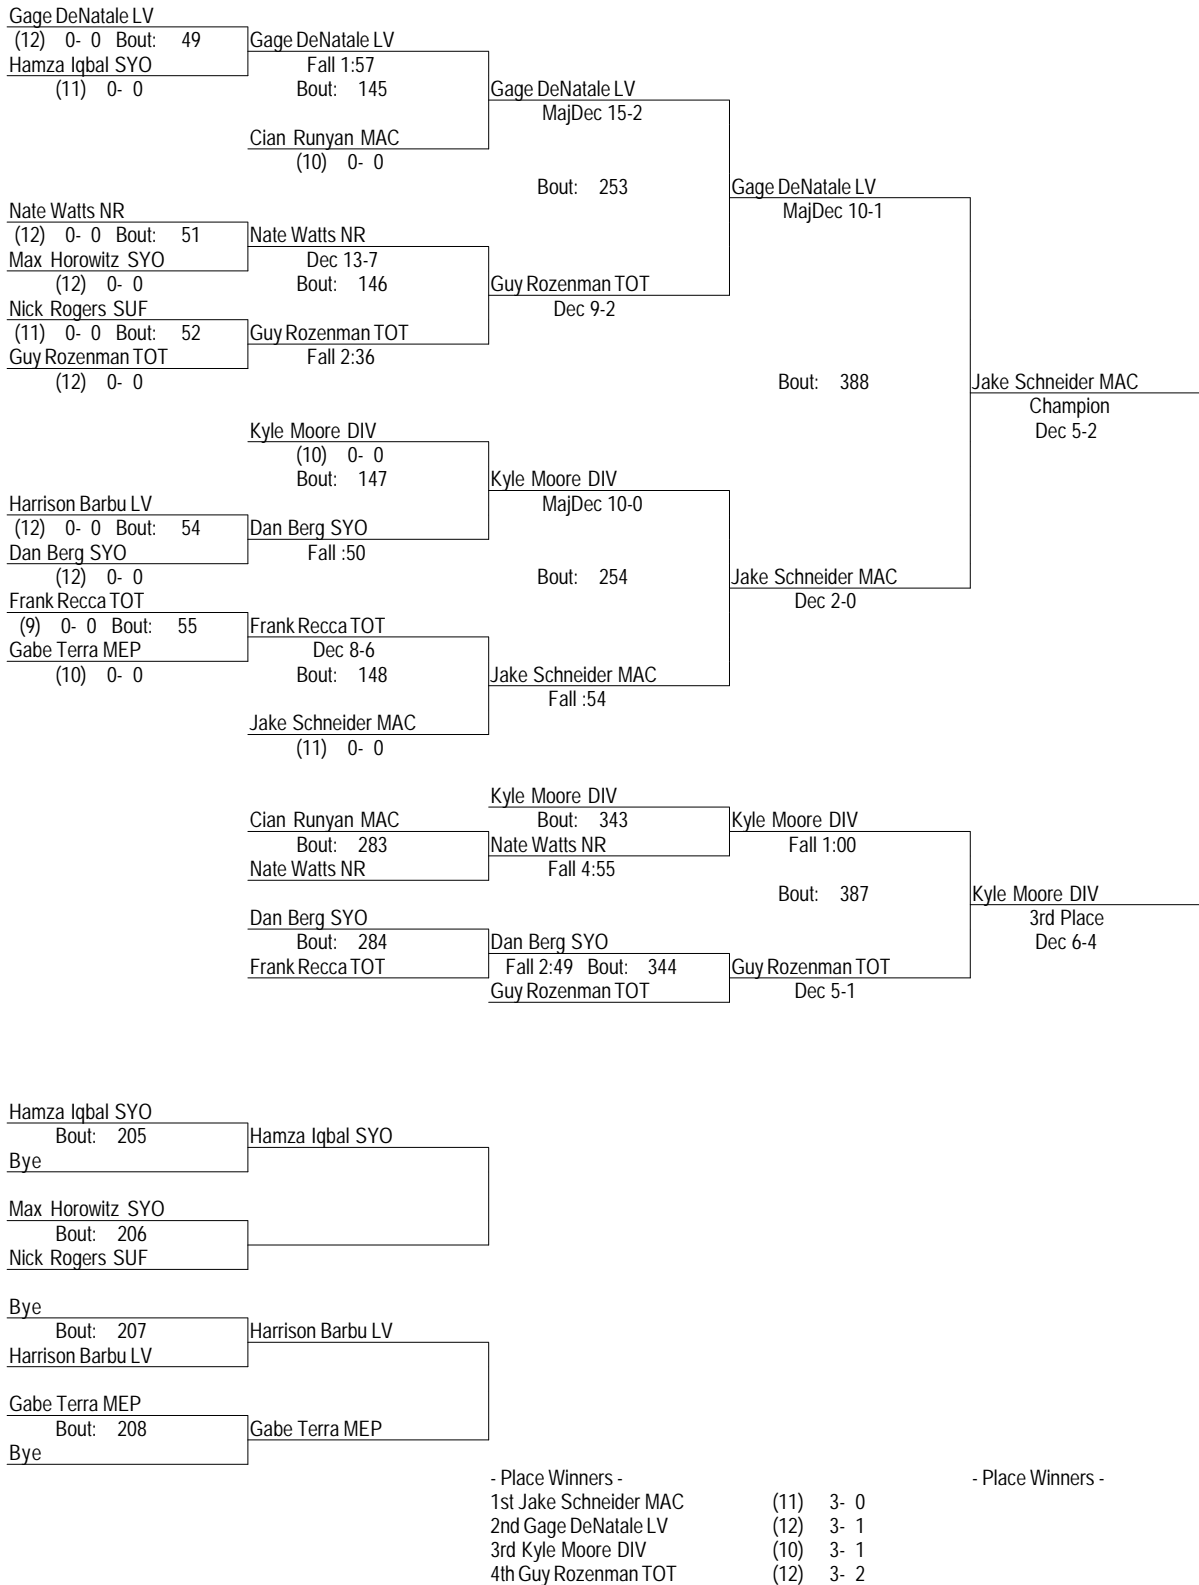 Gage DeNatale LV
(12) 0- 0 Bout: 49 Gage DeNatale LV
Hamza Iqbal SYO Fall 1:57
(11) 0- 0 Bout: 145 Gage DeNatale LV
MajDec 15-2
Cian Runyan MAC
(10) 0- 0
Bout: 253 Gage DeNatale LV
Nate Watts NR MajDec 10-1
(12) 0- 0 Bout: 51 Nate Watts NR
Max Horowitz SYO Dec 13-7
(12) 0- 0 Bout: 146 Guy Rozenman TOT
Nick Rogers SUF Dec 9-2
(11) 0- 0 Bout: 52 Guy Rozenman TOT
Guy Rozenman TOT Fall 2:36
(12) 0- 0 Bout: 388 Jake Schneider MAC
Champion
Kyle Moore DIV Dec 5-2
(10) 0- 0
Bout: 147 Kyle Moore DIV
Harrison Barbu LV MajDec 10-0
(12) 0- 0 Bout: 54 Dan Berg SYO
Dan Berg SYO Fall :50
(12) 0- 0 Bout: 254 Jake Schneider MAC
Frank Recca TOT Dec 2-0
(9) 0- 0 Bout: 55 Frank Recca TOT
Gabe Terra MEP Dec 8-6
(10) 0- 0 Bout: 148 Jake Schneider MAC
Fall :54
Jake Schneider MAC
(11) 0- 0
Kyle Moore DIV
Cian Runyan MAC Bout: 343 Kyle Moore DIV
Bout: 283 Nate Watts NR Fall 1:00
Nate Watts NR Fall 4:55
Bout: 387 Kyle Moore DIV
Dan Berg SYO 3rd Place
Bout: 284 Dan Berg SYO Dec 6-4
Frank Recca TOT Fall 2:49 Bout: 344 Guy Rozenman TOT
Guy Rozenman TOT Dec 5-1
Hamza Iqbal SYO
Bout: 205 Hamza Iqbal SYO
Bye
Max Horowitz SYO
Bout: 206
Nick Rogers SUF
Bye
Bout: 207 Harrison Barbu LV
Harrison Barbu LV
Gabe Terra MEP
Bout: 208 Gabe Terra MEP
Bye
- Place Winners - - Place Winners -
1st Jake Schneider MAC (11) 3- 0
2nd Gage DeNatale LV (12) 3- 1
3rd Kyle Moore DIV (10) 3- 1
4th Guy Rozenman TOT (12) 3- 2